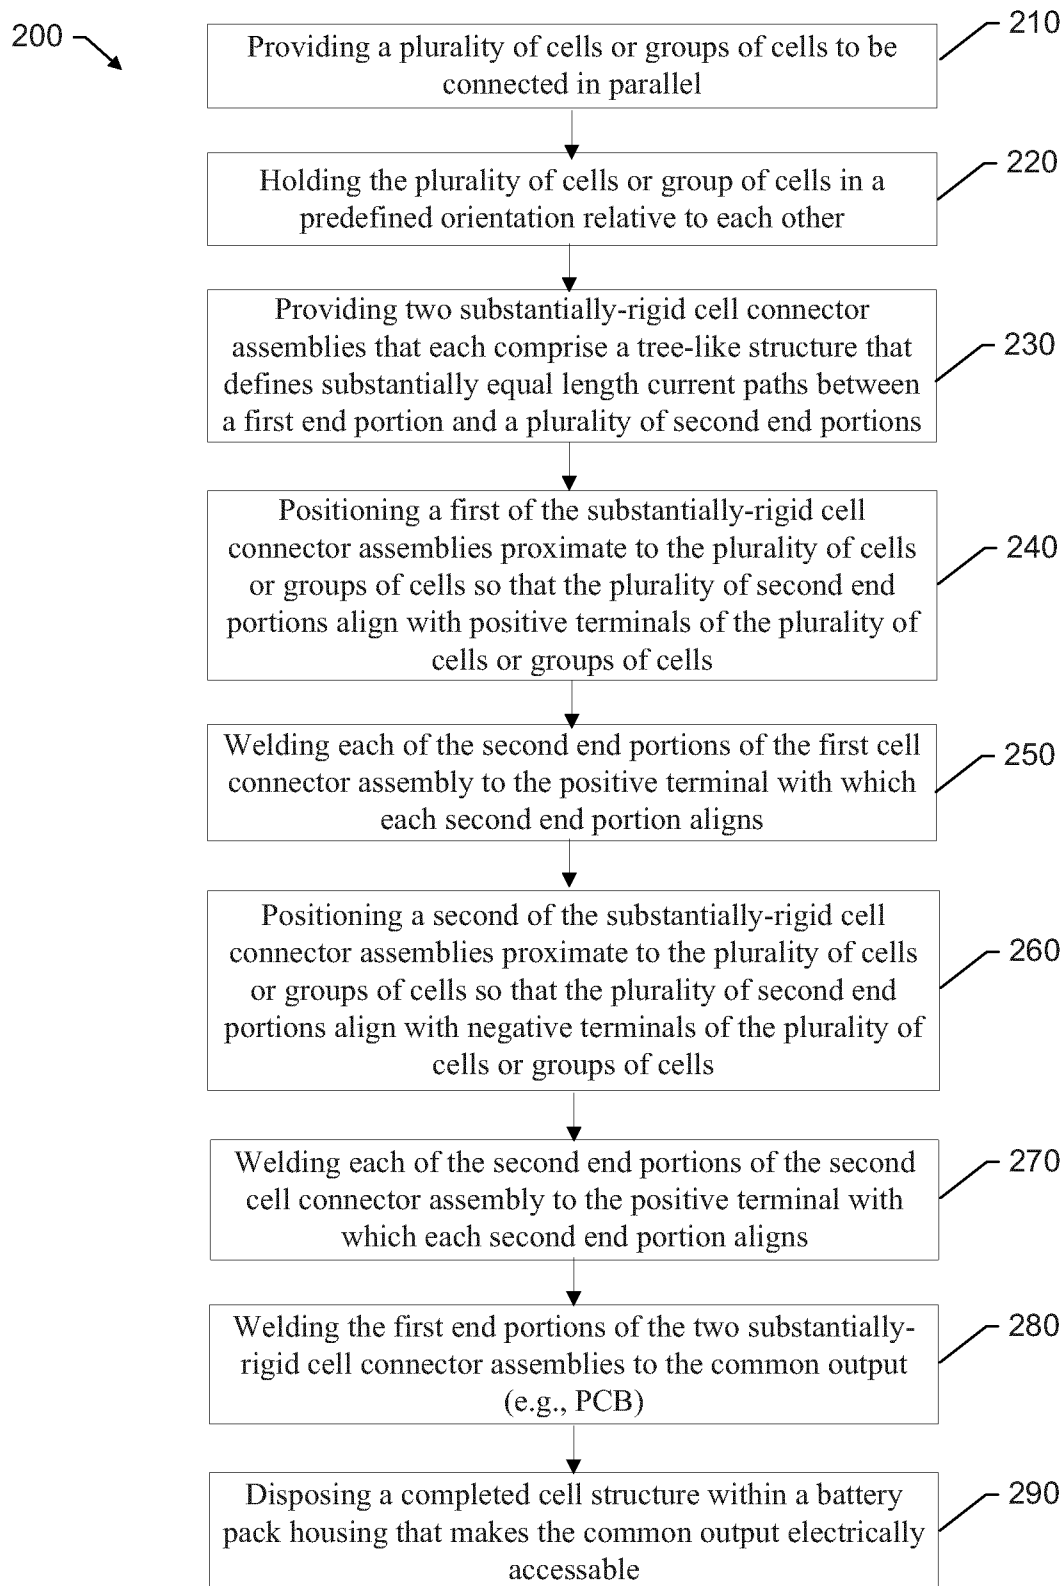 200
210
Providing a plurality of cells or groups of cells to be
connected in parallel
220
Holding the plurality of cells or group of cells in a
predefined orientation relative to each other
230
Providing two substantially-rigid cell connector
assemblies that each comprise a tree-like structure that
defines substantially equal length current paths between
a first end portion and a plurality of second end portions
240
Positioning a first of the substantially-rigid cell
connector assemblies proximate to the plurality of cells
or groups of cells so that the plurality of second end
portions align with positive terminals of the plurality of
cells or groups of cells
250
Welding each of the second end portions of the first cell
connector assembly to the positive terminal with which
each second end portion aligns
260
Positioning a second of the substantially-rigid cell
connector assemblies proximate to the plurality of cells
or groups of cells so that the plurality of second end
portions align with negative terminals of the plurality of
cells or groups of cells
270
Welding each of the second end portions of the second
cell connector assembly to the positive terminal with
which each second end portion aligns
280
Welding the first end portions of the two substantially-
rigid cell connector assemblies to the common output
(e.g., PCB)
290
Disposing a completed cell structure within a battery
pack housing that makes the common output electrically
accessable